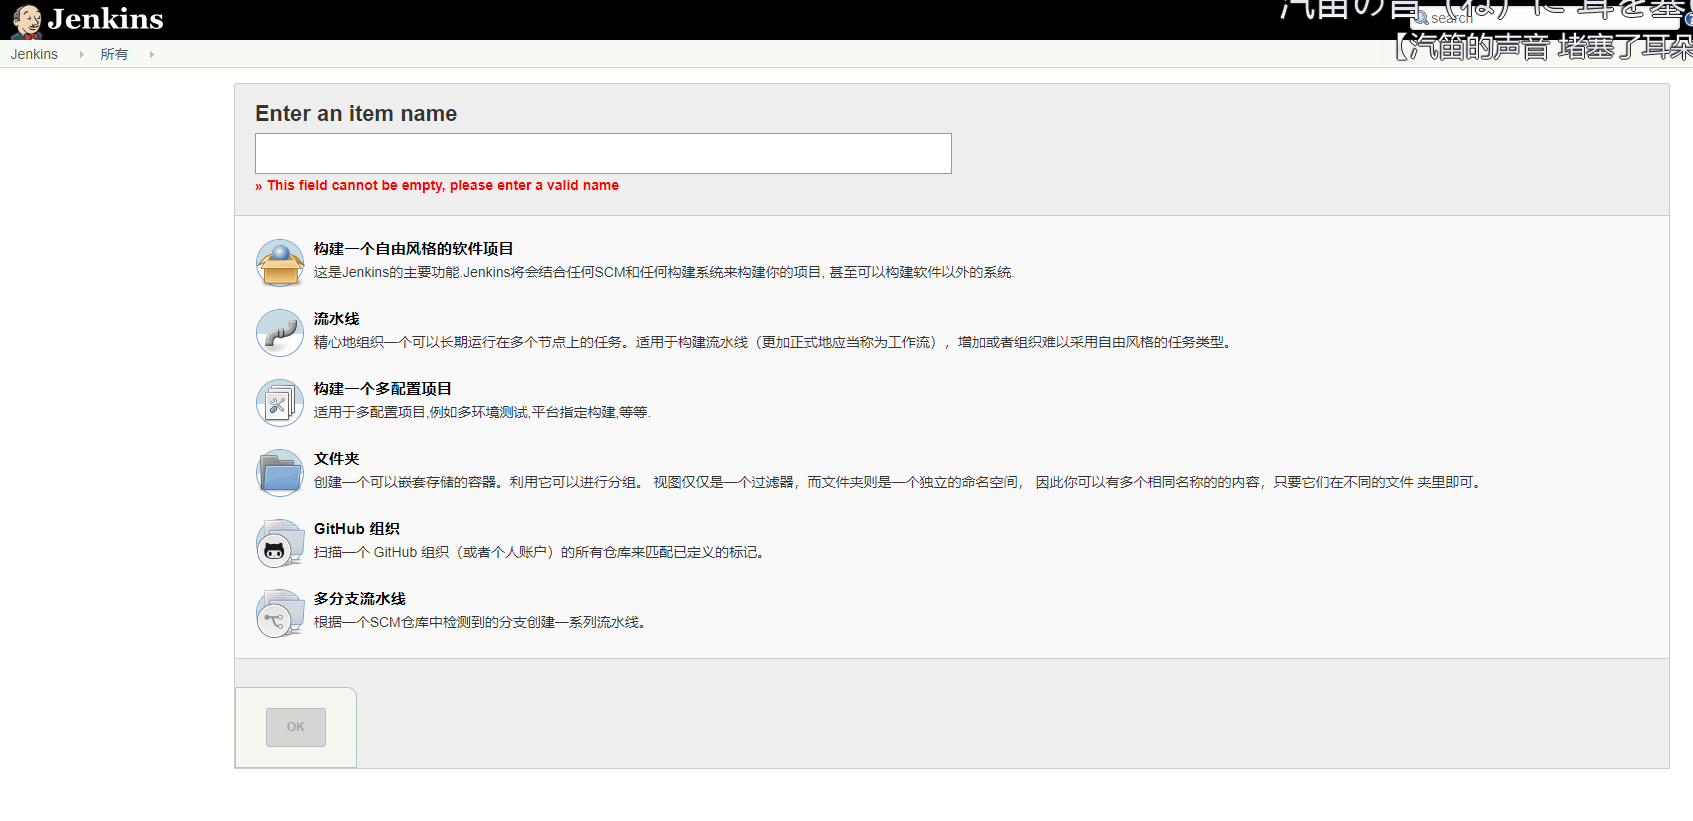 Jenkins
汽笛の音（ね）に 耳を塞
search
【汽笛的声音 堵塞了耳朵
Jenkins 所有
Enter an item name
» This field cannot be empty, please enter a valid name
构建一个自由风格的软件项目
这是Jenkins的主要功能.Jenkins将会结合任何SCM和任何构建系统来构建你的项目, 甚至可以构建软件以外的系统.
流水线
精心地组织一个可以长期运行在多个节点上的任务。适用于构建流水线（更加正式地应当称为工作流），增加或者组织难以采用自由风格的任务类型。
构建一个多配置项目
适用于多配置项目,例如多环境测试,平台指定构建,等等.
文件夹
创建一个可以嵌套存储的容器。利用它可以进行分组。 视图仅仅是一个过滤器，而文件夹则是一个独立的命名空间， 因此你可以有多个相同名称的的内容，只要它们在不同的文件 夹里即可。
GitHub 组织
扫描一个 GitHub 组织（或者个人账户）的所有仓库来匹配已定义的标记。
多分支流水线
根据一个SCM仓库中检测到的分支创建一系列流水线。
OK